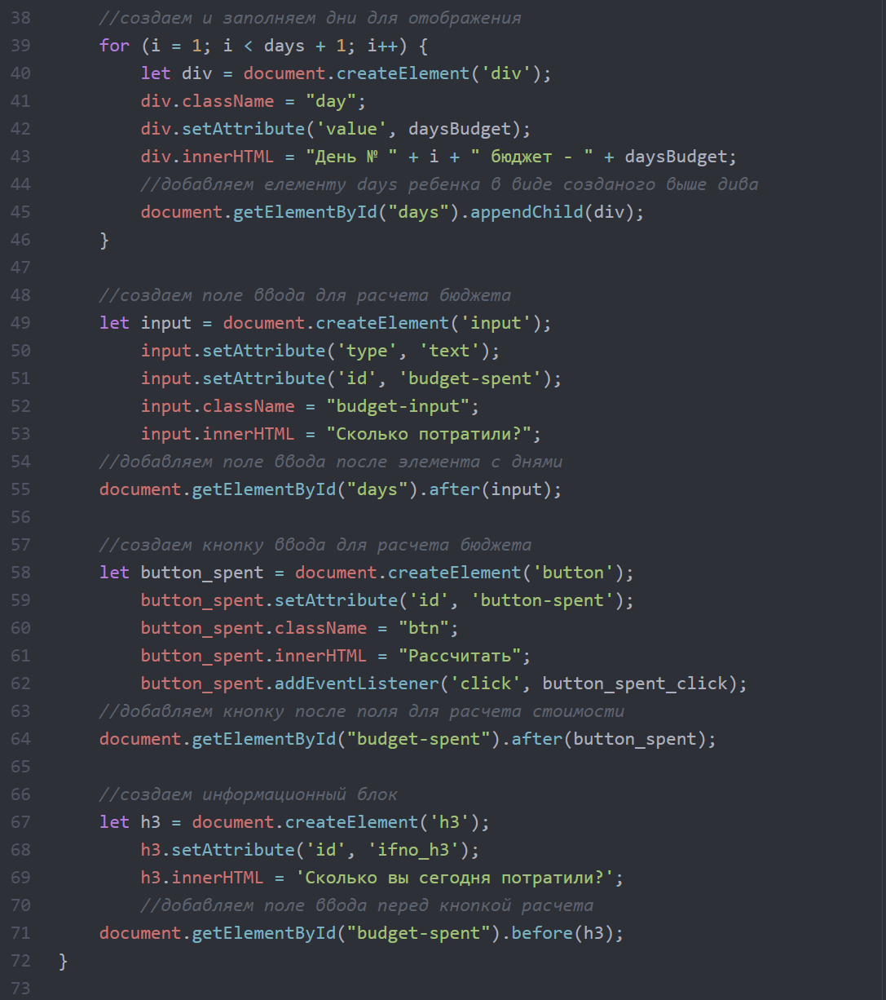 38 //создаем и заполняем дни для отображения
39 for (i = 1; i < days + 1; i++) {
40 let div = document.createElement('div');
41 div.className = "day";
42 div.setAttribute('value', daysBudget);
43 div.innerHTML = "День № " + i + " бюджет - " + daysBudget;
44 //добавляем елементу days ребенка в виде созданого выше дива
45 document.getElementById("days").appendChild(div);
46 }
47
48 //создаем поле ввода для расчета бюджета
49 let input = document.createElement('input');
50 input.setAttribute('type', 'text');
51 input.setAttribute('id', 'budget-spent');
52 input.className = "budget-input";
53 input.innerHTML = "Сколько потратили?";
54 //добавляем поле ввода после элемента с днями
55 document.getElementById("days").after(input);
56
57 //создаем кнопку ввода для расчета бюджета
58 let button_spent = document.createElement('button');
59 button_spent.setAttribute('id', 'button-spent');
60 button_spent.className = "btn";
61 button_spent.innerHTML = "Рассчитать";
62 button_spent.addEventListener('click', button_spent_click);
63 //добавляем кнопку после поля для расчета стоимости
64 document.getElementById("budget-spent").after(button_spent);
65
66 //создаем информационный блок
67 let h3 = document.createElement('h3');
68 h3.setAttribute('id', 'ifno_h3');
69 h3.innerHTML = 'Сколько вы сегодня потратили?';
70 //добавляем поле ввода перед кнопкой расчета
71 document.getElementById("budget-spent").before(h3);
72 }
73